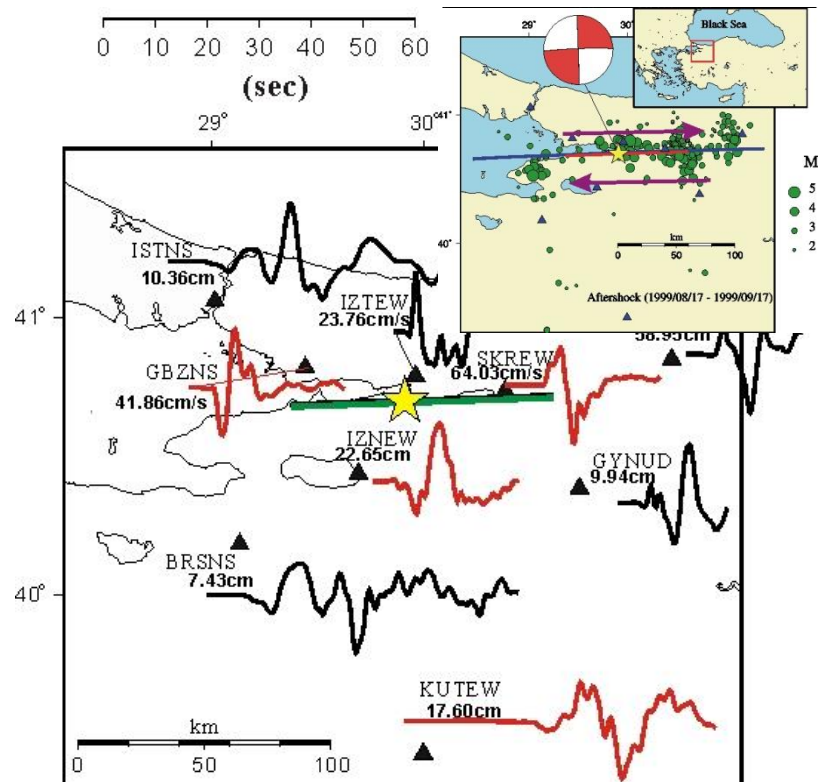 0 10 20 30 40 50 60
(sec)
29° 30°
Black Sea
29° 30°
41°
40°
km
0 50 100
Aftershock (1999/08/17 - 1999/09/17)
M
5
4
3
2
41°
40°
ISTNS
10.36cm
IZTEW
23.76cm/s
GBZNS
41.86cm/s
SKREW
64.03cm/s
58.95cm
IZNEW
22.65cm
GYNUD
9.94cm
BRSNS
7.43cm
KUTEW
17.60cm
km
0 50 100